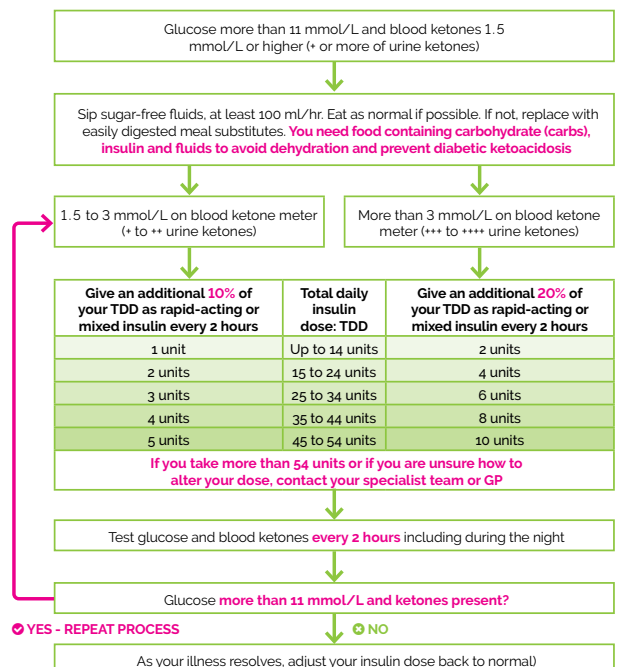 Glucose more than 11 mmol/L and blood ketones 1.5
mmol/L or higher (+ or more of urine ketones)
Sip sugar-free fluids, at least 100 ml/hr. Eat as normal if possible. If not, replace with
easily digested meal substitutes. You need food containing carbohydrate (carbs),
insulin and fluids to avoid dehydration and prevent diabetic ketoacidosis
1.5 to 3 mmol/L on blood ketone meter
(+ to ++ urine ketones)
More than 3 mmol/L on blood ketone
meter (+++ to ++++ urine ketones)
Give an additional 10% of
your TDD as rapid-acting or
mixed insulin every 2 hours
Total daily
insulin
dose: TDD
Give an additional 20% of
your TDD as rapid-acting or
mixed insulin every 2 hours
1 unit Up to 14 units 2 units
2 units 15 to 24 units 4 units
3 units 25 to 34 units 6 units
4 units 35 to 44 units 8 units
5 units 45 to 54 units 10 units
If you take more than 54 units or if you are unsure how to
alter your dose, contact your specialist team or GP
Test glucose and blood ketones every 2 hours including during the night
Glucose more than 11 mmol/L and ketones present?
YES - REPEAT PROCESS
NO
As your illness resolves, adjust your insulin dose back to normal)